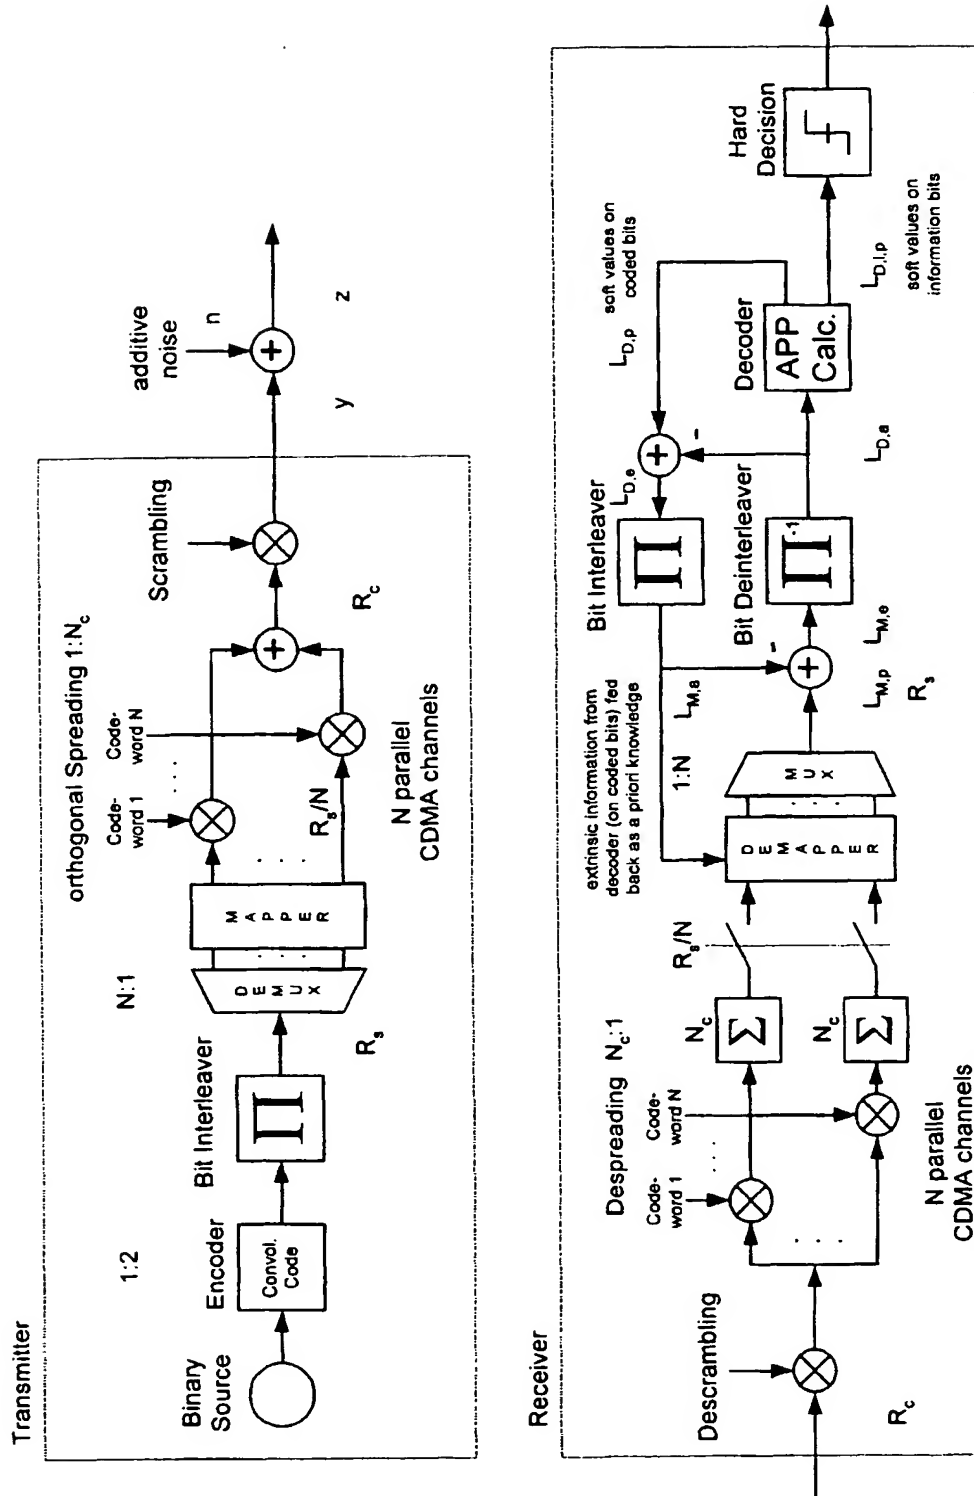 Transmitter
Binary
Source
1:2
Encoder
Convol.
Code
Bit Interleaver
∏
N:1
DEMUX
R_s
MAPPER
orthogonal Spreading 1:N_c
Code-
word 1
. . . .
Code-
word N
. . . .
. . .
R_s/N
N parallel
CDMA channels
+
R_c
Scrambling
additive
noise
n
+
y
z
Receiver
R_c
Descrambling
Despreading N_c:1
Code-
word 1
. . . .
Code-
word N
. . .
N parallel
CDMA channels
N_c
Σ
N_c
Σ
R_s/N
DEMAPPER
. . . .
MUX
1:N
extrinsic information from
decoder (on coded bits) fed
back as a priori knowledge
L_M,a
L_M,p
R_s
-
+
L_M,e
Bit Interleaver
∏
Bit Deinterleaver
∏-1
L_D,e
+
-
L_D,a
L_D,p
soft values on
coded bits
Decoder
APP
Calc.
L_D,I,p
soft values on
information bits
Hard
Decision